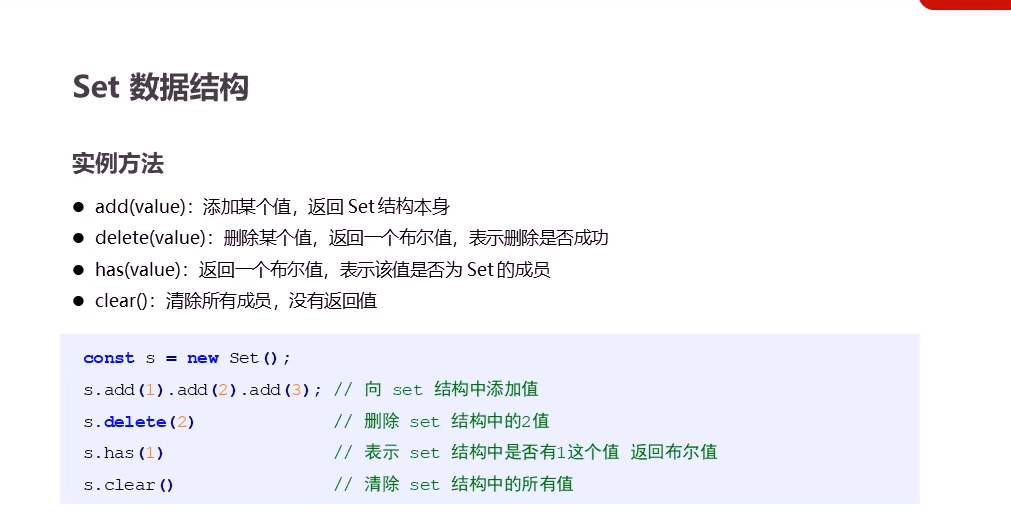 Set 数据结构
实例方法
● add(value)：添加某个值，返回 Set 结构本身
● delete(value)：删除某个值，返回一个布尔值，表示删除是否成功
● has(value)：返回一个布尔值，表示该值是否为 Set 的成员
● clear()：清除所有成员，没有返回值
const s = new Set();
s.add(1).add(2).add(3); // 向 set 结构中添加值
s.delete(2) // 删除 set 结构中的2值
s.has(1) // 表示 set 结构中是否有1这个值 返回布尔值
s.clear() // 清除 set 结构中的所有值